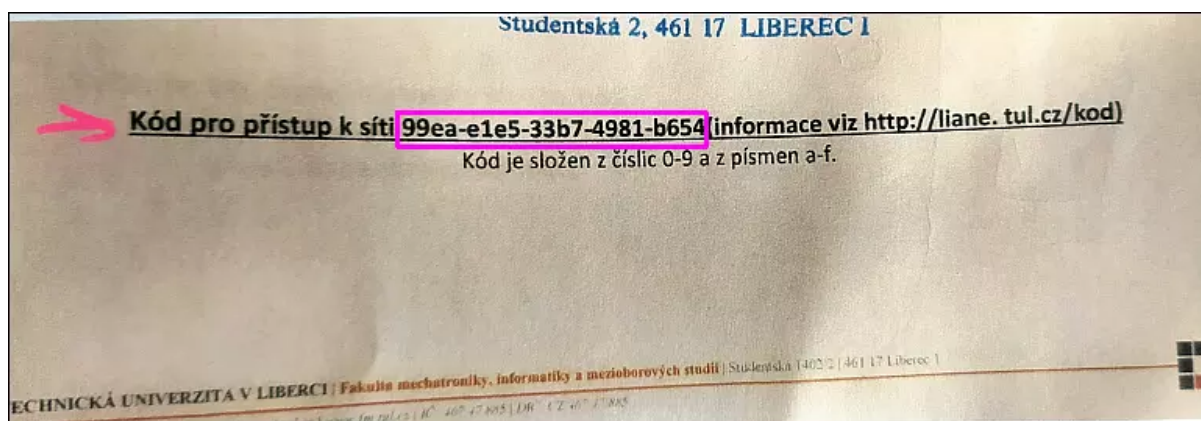 Studentská 2, 461 17 LIBEREC 1
Kód pro přístup k síti 99ea-e1e5-33b7-4981-b654 (informace viz http://liane. tul.cz/kod)
Kód je složen z číslic 0-9 a z písmen a-f.
ECHNICKÁ UNIVERZITA V LIBERCI | Fakulta mechatroniky, informatiky a mezioborových studií | Studentská 1402/2 | 461 17 Liberec 1